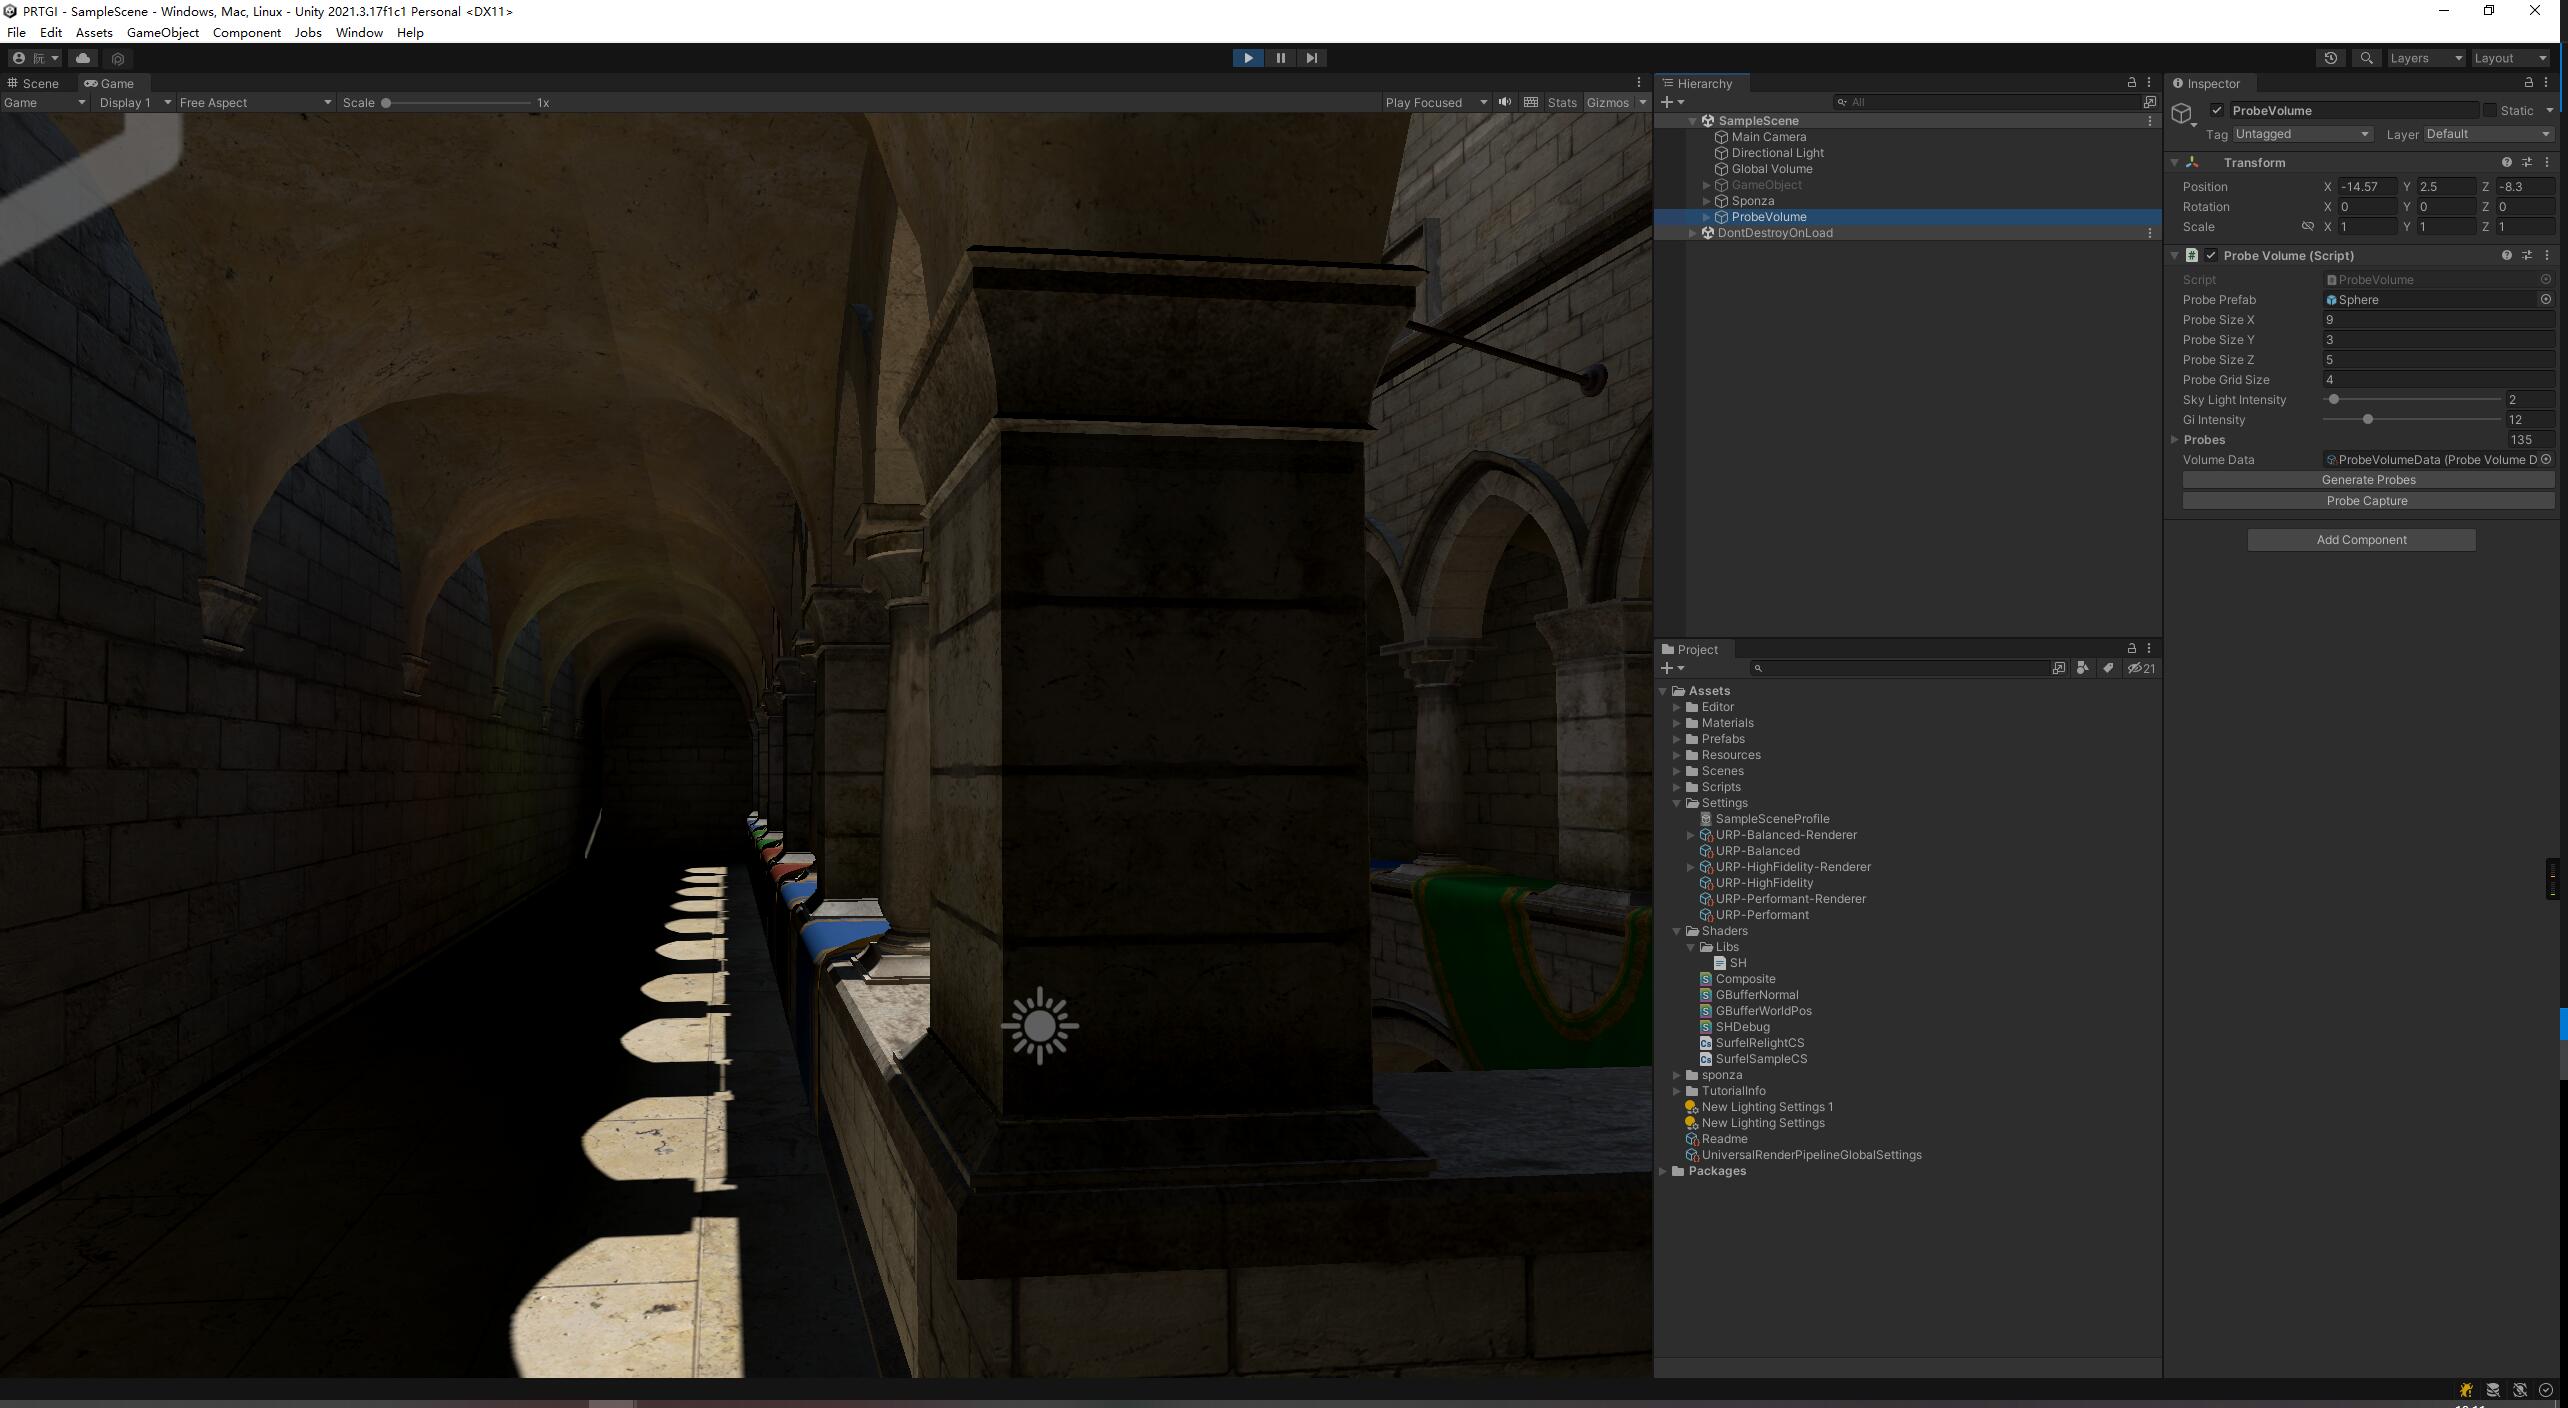 PRTGI - SampleScene - Windows, Mac, Linux - Unity 2021.3.17f1c1 Personal <DX11>
File Edit Assets GameObject Component Jobs Window Help
阮 Layers Layout
Scene Game
Game Display 1 Free Aspect Scale 1x Play Focused Stats Gizmos
Hierarchy
All
SampleScene
Main Camera
Directional Light
Global Volume
GameObject
Sponza
ProbeVolume
DontDestroyOnLoad
Project
21
Assets
Editor
Materials
Prefabs
Resources
Scenes
Scripts
Settings
SampleSceneProfile
URP-Balanced-Renderer
URP-Balanced
URP-HighFidelity-Renderer
URP-HighFidelity
URP-Performant-Renderer
URP-Performant
Shaders
Libs
SH
Composite
GBufferNormal
GBufferWorldPos
SHDebug
SurfelRelightCS
SurfelSampleCS
sponza
TutorialInfo
New Lighting Settings 1
New Lighting Settings
Readme
UniversalRenderPipelineGlobalSettings
Packages
Inspector
ProbeVolume Static
Tag Untagged Layer Default
Transform
Position X -14.57 Y 2.5 Z -8.3
Rotation X 0 Y 0 Z 0
Scale X 1 Y 1 Z 1
# Probe Volume (Script)
Script ProbeVolume
Probe Prefab Sphere
Probe Size X 9
Probe Size Y 3
Probe Size Z 5
Probe Grid Size 4
Sky Light Intensity 2
Gi Intensity 12
Probes 135
Volume Data ProbeVolumeData (Probe Volume D
Generate Probes
Probe Capture
Add Component